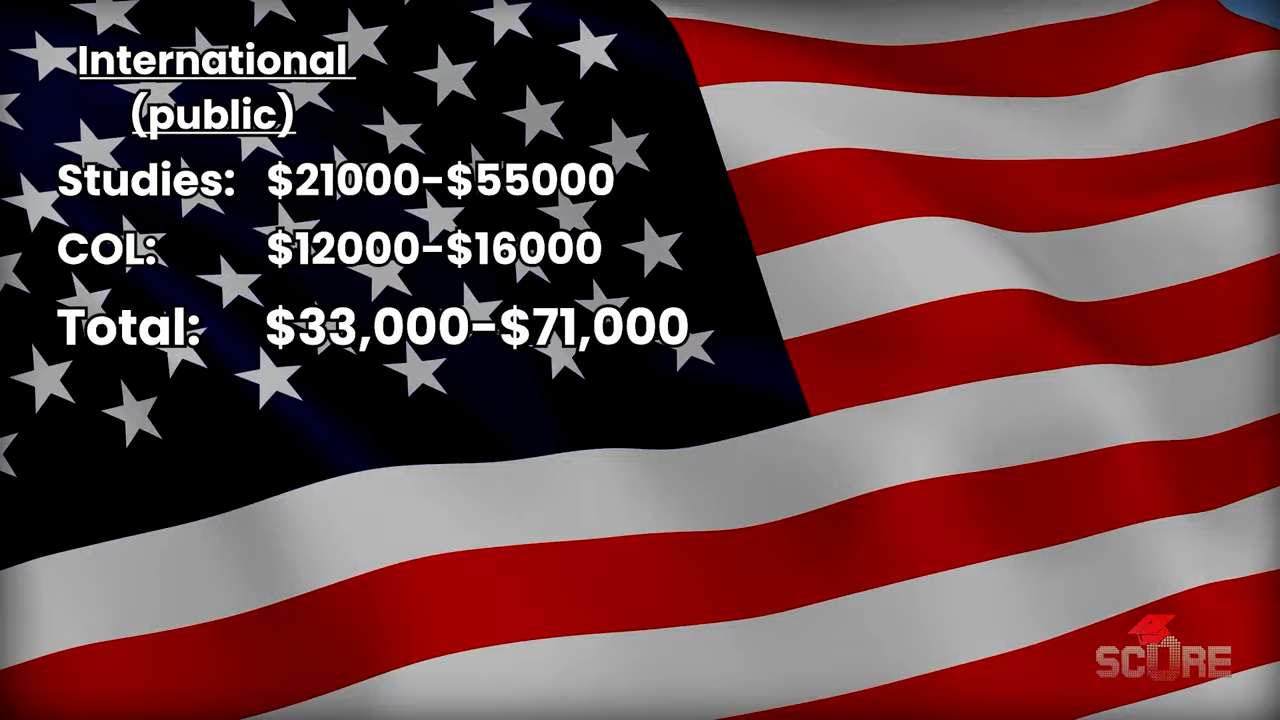 International
(public)
Studies: $21000-$55000
COL: $12000-$16000
Total: $33,000-$71,000
SCORE